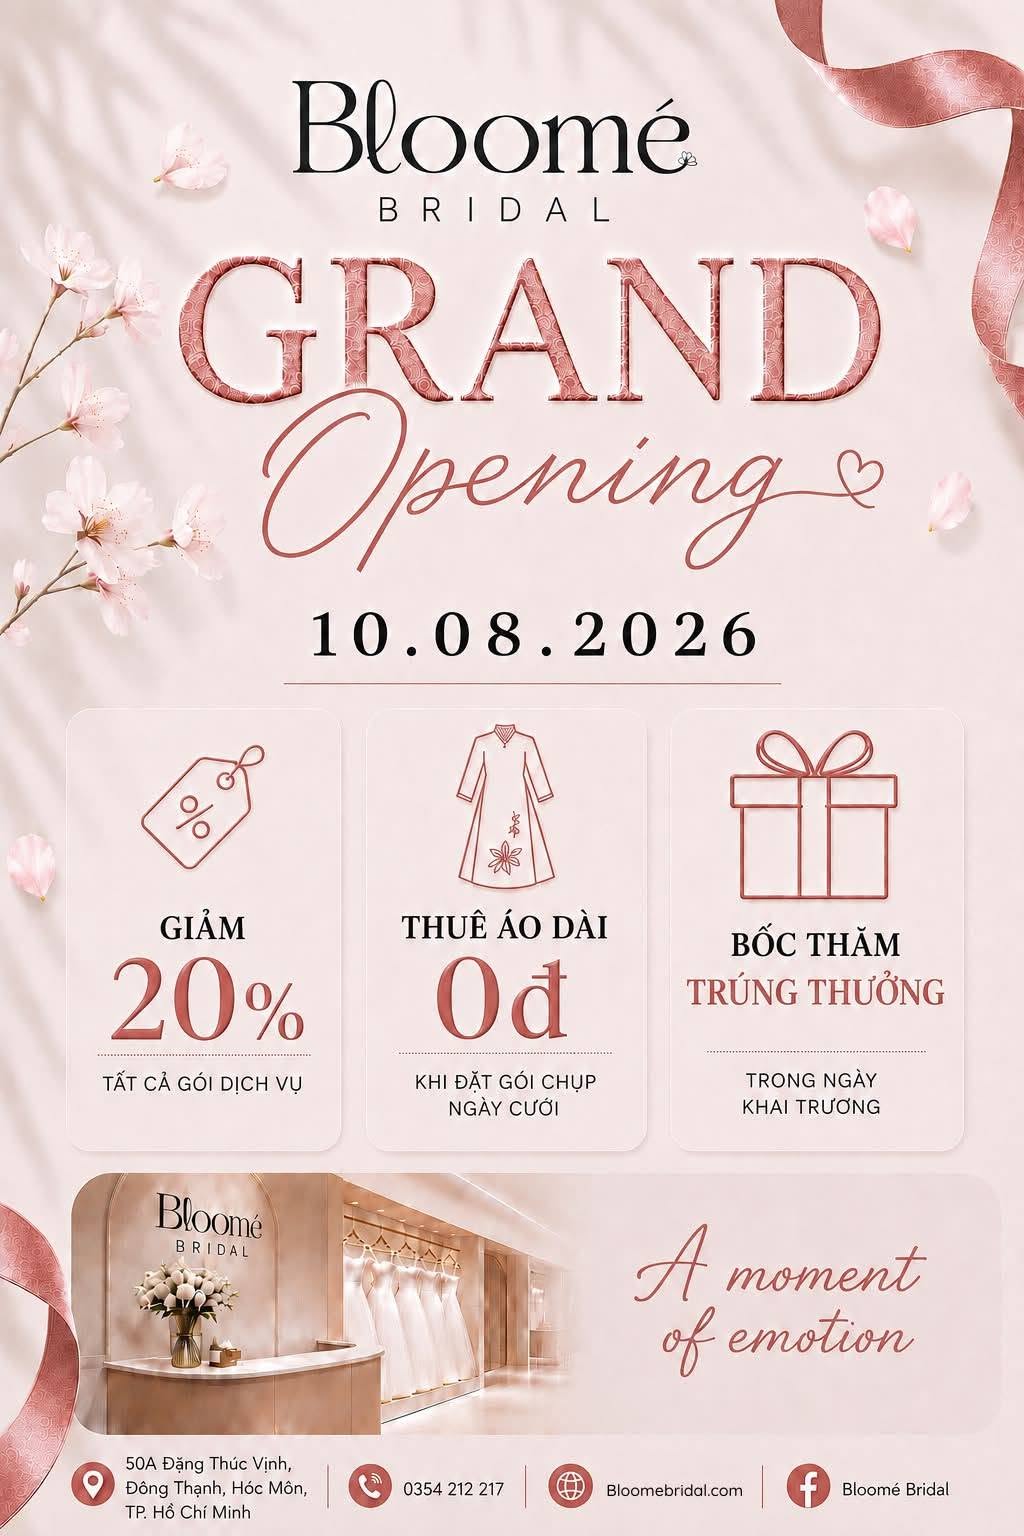 Bloomé
BRIDAL
GRAND
Opening
10.08.2026
GIẢM
20%
TẤT CẢ GÓI DỊCH VỤ
THUÊ ÁO DÀI
0đ
KHI ĐẶT GÓI CHỤP
NGÀY CƯỚI
BỐC THĂM
TRÚNG THƯỞNG
TRONG NGÀY
KHAI TRƯƠNG
Bloomé
BRIDAL
A moment
of emotion
50A Đặng Thúc Vịnh,
Đông Thạnh, Hóc Môn,
TP. Hồ Chí Minh
0354 212 217
Bloomebridal.com
Bloomé Bridal